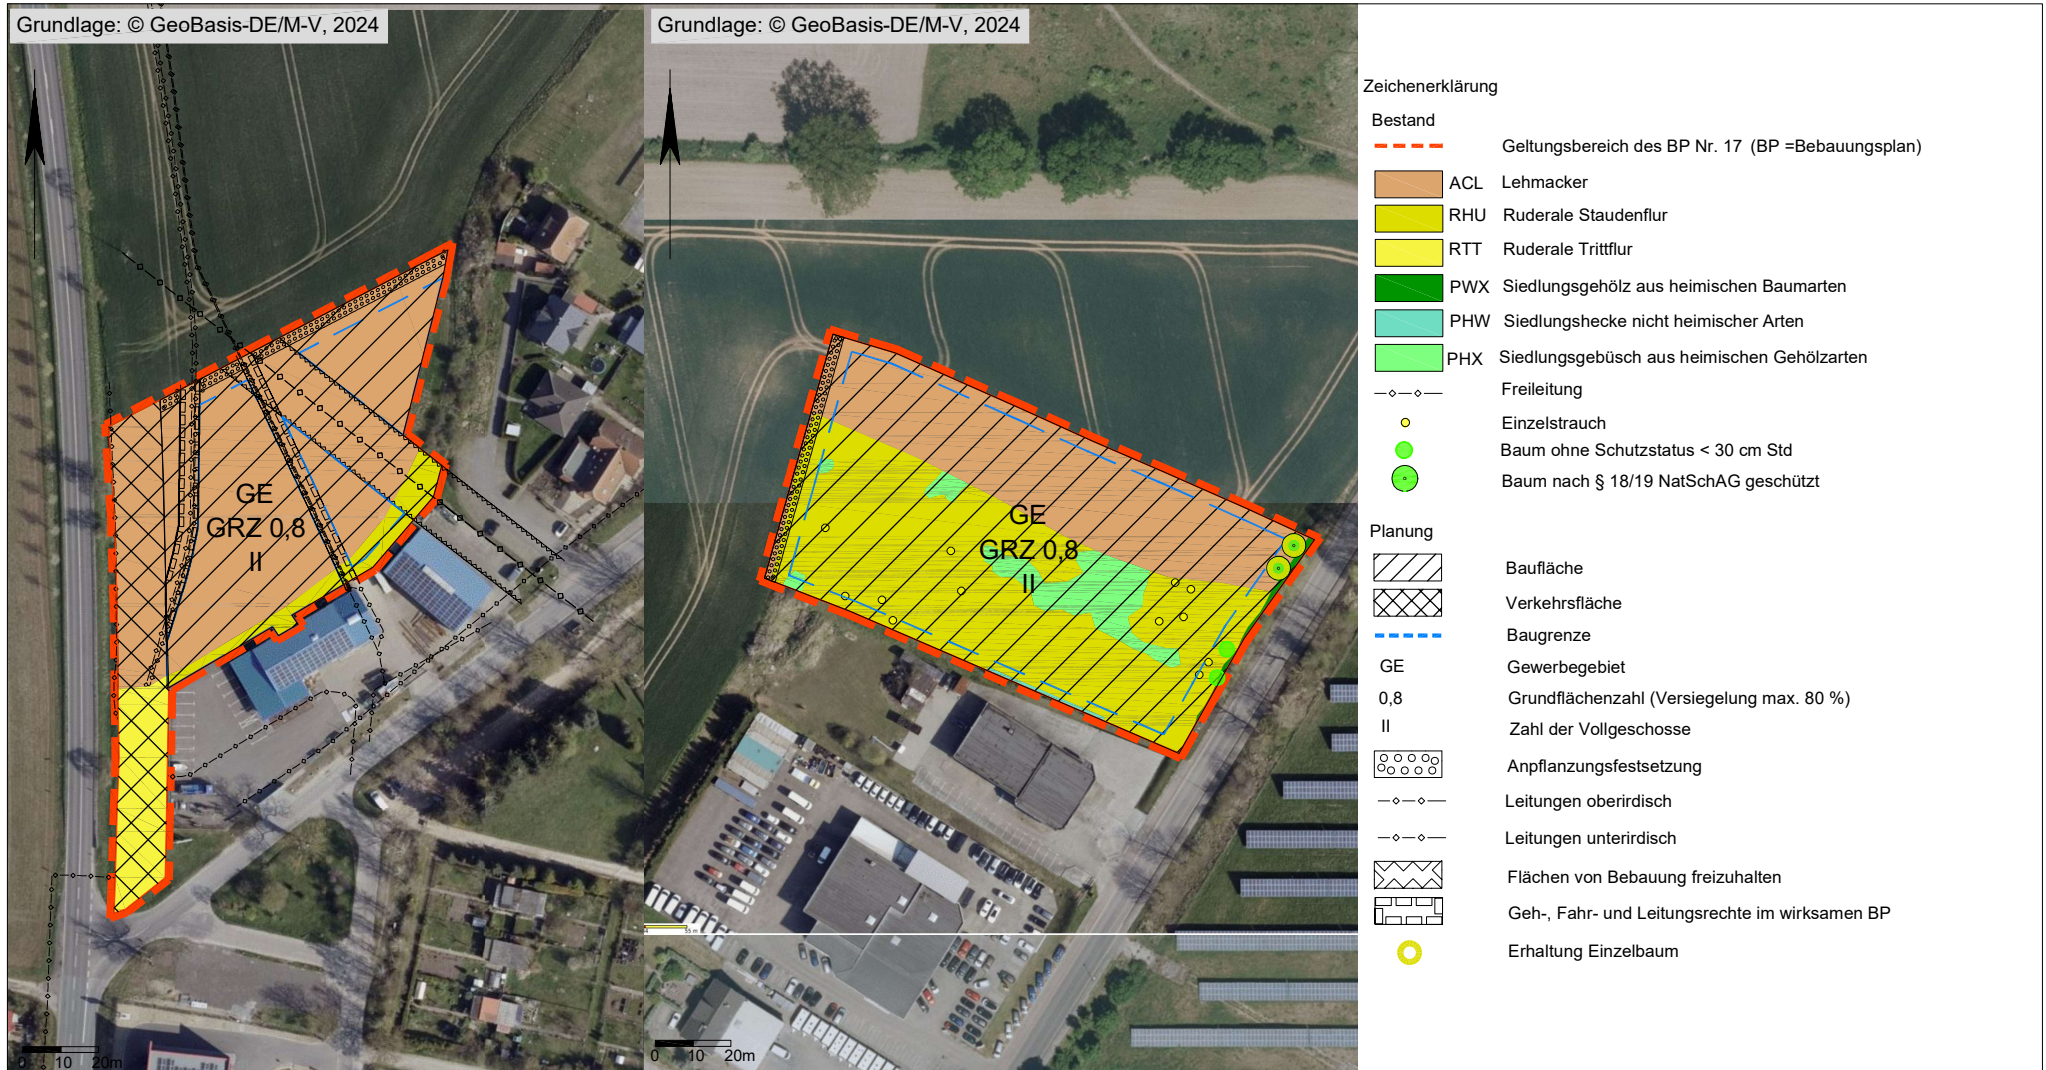 Grundlage: © GeoBasis-DE/M-V, 2024
GE
GRZ 0,8
II
0 10 20m
Grundlage: © GeoBasis-DE/M-V, 2024
GE
GRZ 0,8
II
0 10 20m
Zeichenerklärung
Bestand
Geltungsbereich des BP Nr. 17 (BP =Bebauungsplan)
ACL Lehmacker
RHU Ruderale Staudenflur
RTT Ruderale Trittflur
PWX Siedlungsgehölz aus heimischen Baumarten
PHW Siedlungshecke nicht heimischer Arten
PHX Siedlungsgebüsch aus heimischen Gehölzarten
Freileitung
Einzelstrauch
Baum ohne Schutzstatus < 30 cm Std
Baum nach § 18/19 NatSchAG geschützt
Planung
Baufläche
Verkehrsfläche
Baugrenze
GE Gewerbegebiet
0,8 Grundflächenzahl (Versiegelung max. 80 %)
II Zahl der Vollgeschosse
Anpflanzungsfestsetzung
Leitungen oberirdisch
Leitungen unterirdisch
Flächen von Bebauung freizuhalten
Geh-, Fahr- und Leitungsrechte im wirksamen BP
Erhaltung Einzelbaum